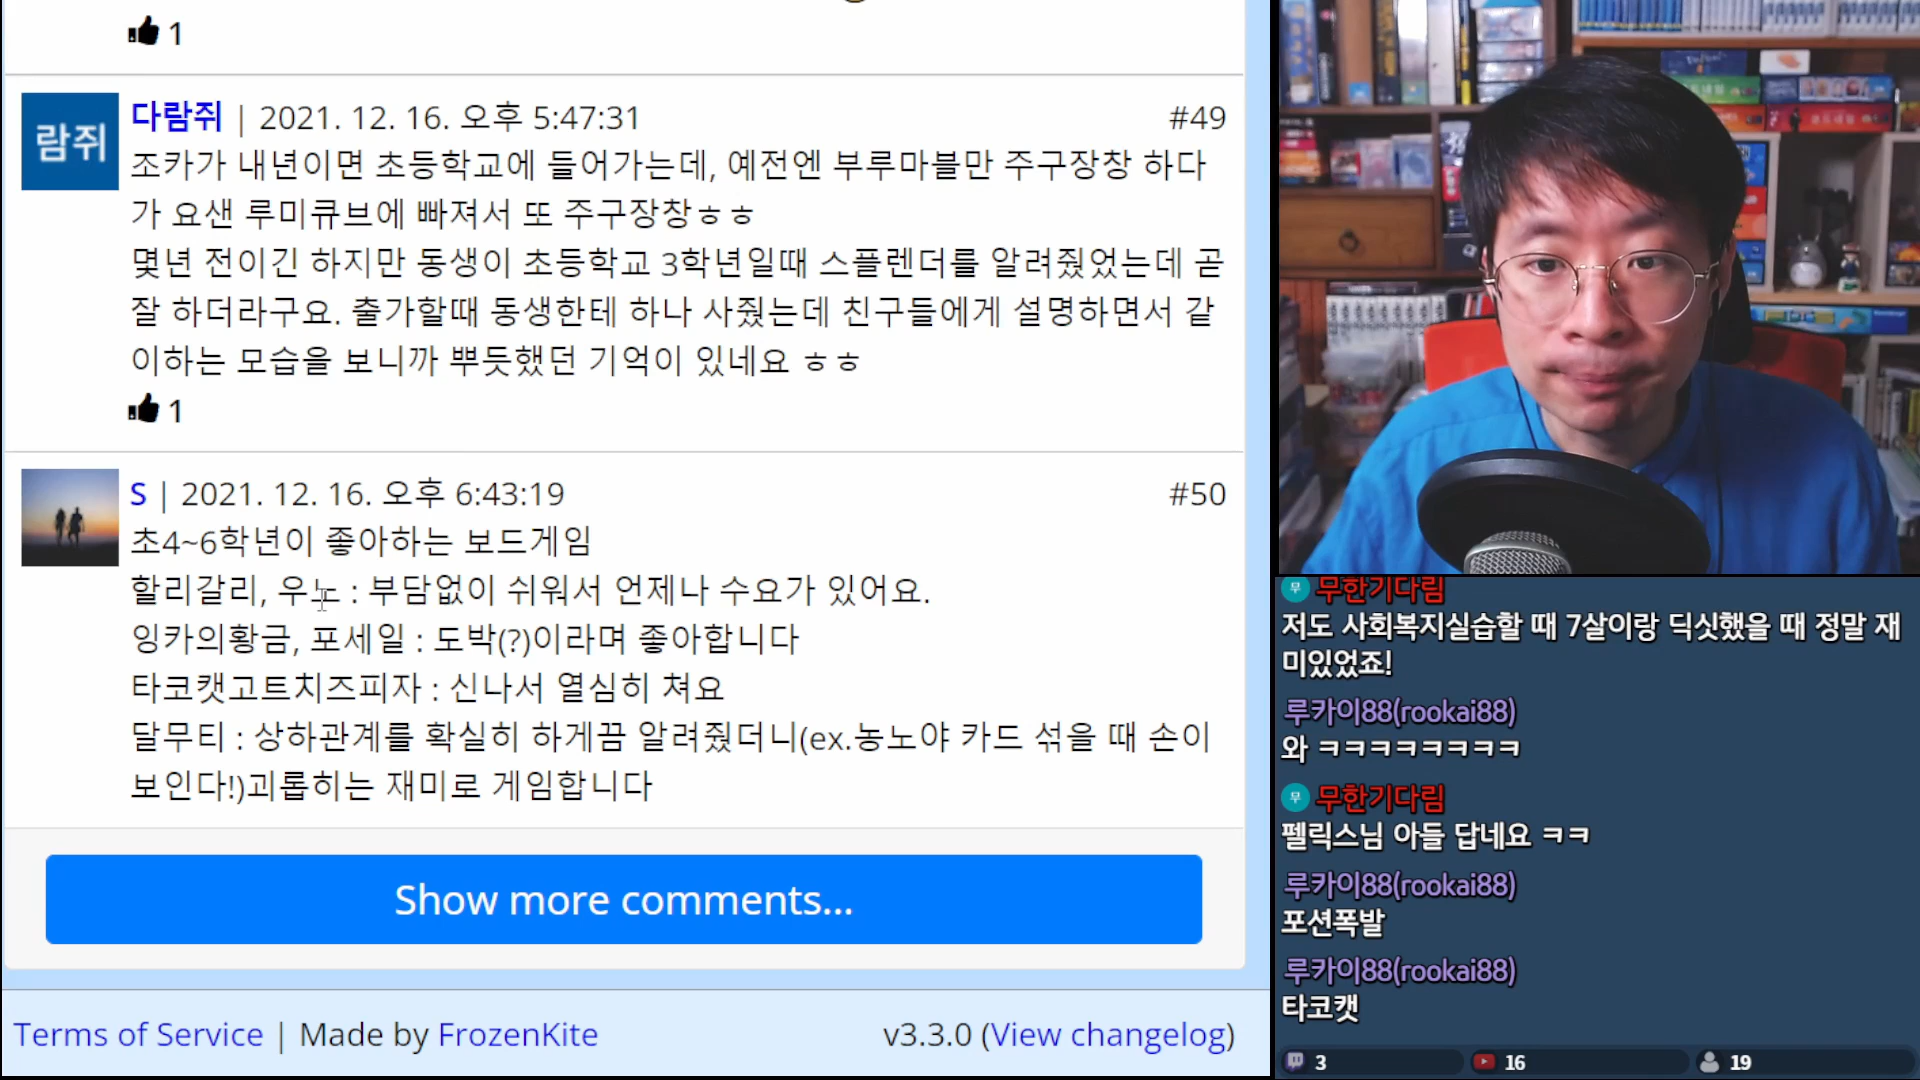 1
람쥐
다람쥐 | 2021. 12. 16. 오후 5:47:31
#49
조카가 내년이면 초등학교에 들어가는데, 예전엔 부루마블만 주구장창 하다
가 요샌 루미큐브에 빠져서 또 주구장창ㅎㅎ
몇년 전이긴 하지만 동생이 초등학교 3학년일때 스플렌더를 알려줬었는데 곧
잘 하더라구요. 출가할때 동생한테 하나 사줬는데 친구들에게 설명하면서 같
이하는 모습을 보니까 뿌듯했던 기억이 있네요 ㅎㅎ
1
S | 2021. 12. 16. 오후 6:43:19
#50
초4~6학년이 좋아하는 보드게임
할리갈리, 우노 : 부담없이 쉬워서 언제나 수요가 있어요.
잉카의황금, 포세일 : 도박(?)이라며 좋아합니다
타코캣고트치즈피자 : 신나서 열심히 쳐요
달무티 : 상하관계를 확실히 하게끔 알려줬더니(ex.농노야 카드 섞을 때 손이
보인다!)괴롭히는 재미로 게임합니다
Show more comments...
Terms of Service | Made by FrozenKite
v3.3.0 (View changelog)
무 무한기다림
저도 사회복지실습할 때 7살이랑 딕싯했을 때 정말 재
미있었죠!
루카이88(rookai88)
와 ㅋㅋㅋㅋㅋㅋㅋㅋ
무 무한기다림
펠릭스님 아들 답네요 ㅋㅋ
루카이88(rookai88)
포션폭발
루카이88(rookai88)
타코캣
3
16
19